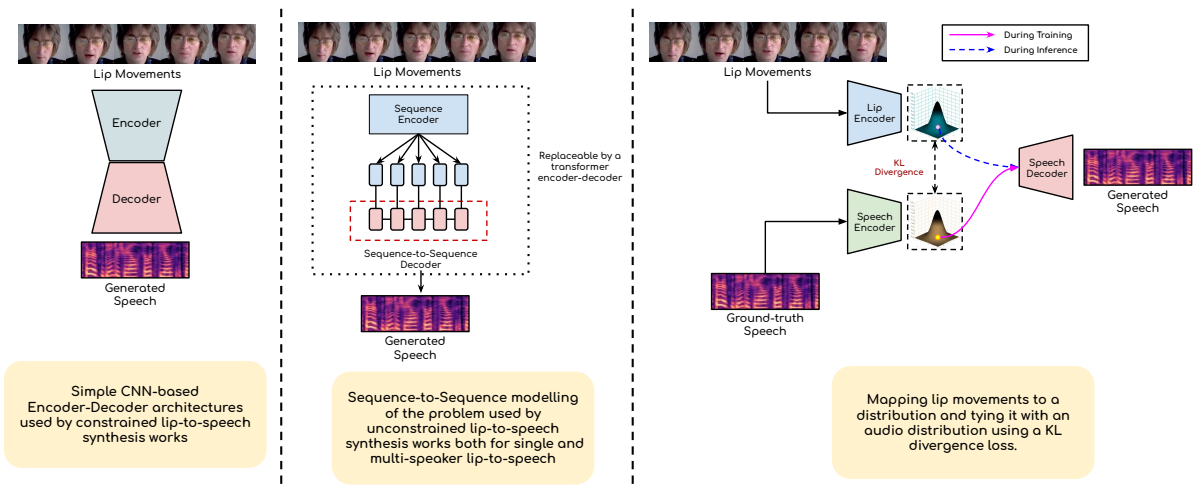 Lip Movements
Encoder
Decoder
Generated
Speech
Simple CNN-based
Encoder-Decoder architectures
used by constrained lip-to-speech
synthesis works
Lip Movements
Sequence
Encoder
Replaceable by a
transformer
encoder-decoder
Sequence-to-Sequence
Decoder
Generated
Speech
Sequence-to-Sequence modelling
of the problem used by
unconstrained lip-to-speech
synthesis works both for single and
multi-speaker lip-to-speech
During Training
During Inference
Lip Movements
Lip
Encoder
KL
Divergence
Speech
Encoder
Speech
Decoder
Generated
Speech
Ground-truth
Speech
Mapping lip movements to a
distribution and tying it with an
audio distribution using a KL
divergence loss.